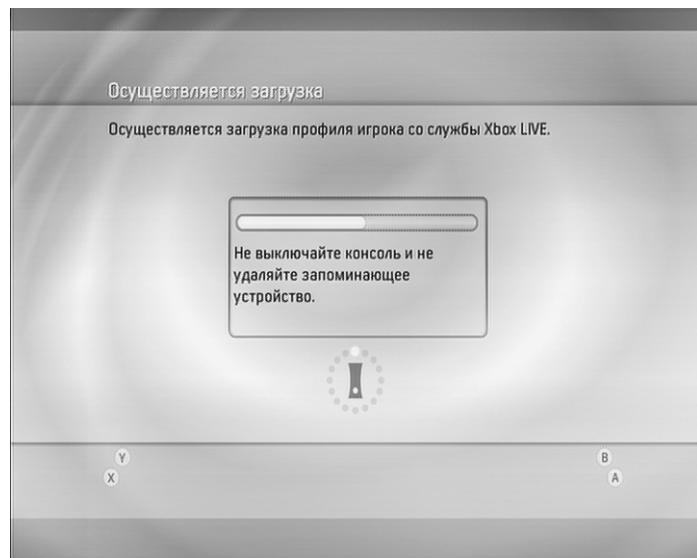 Осуществляется загрузка
Осуществляется загрузка профиля игрока со службы Xbox LIVE.
Не выключайте консоль и не
удаляйте запоминающее
устройство.
Y
B
X
A